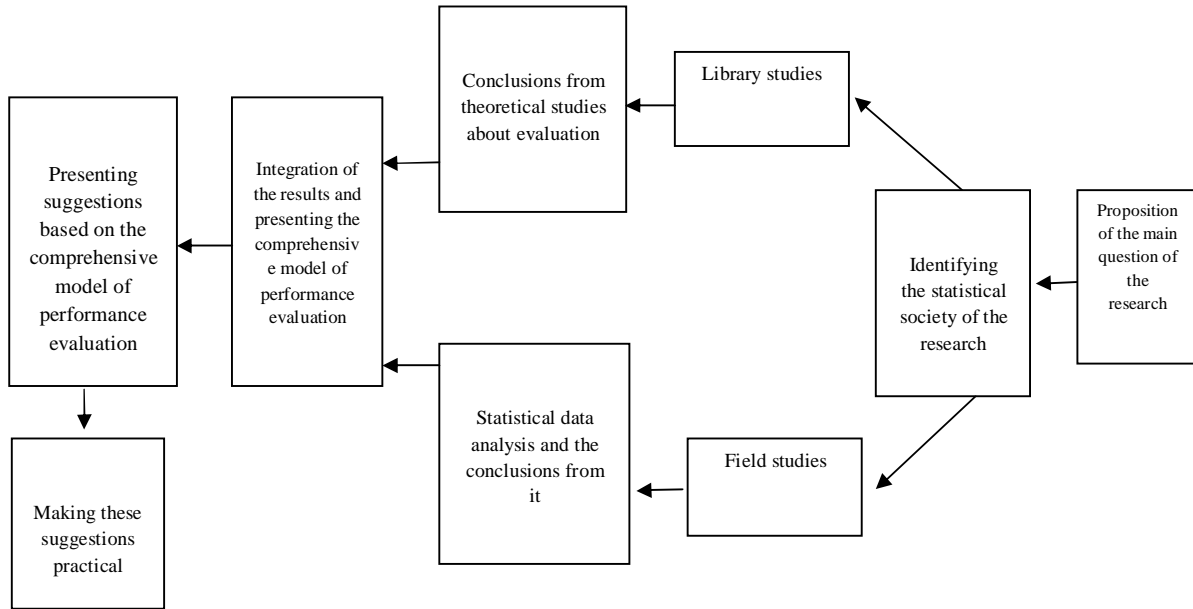 Conclusions from
theoretical studies
about evaluation
Library studies
Presenting
suggestions
based on the
comprehensive
model of
performance
evaluation
Integration of
the results and
presenting the
comprehensiv
e model of
performance
evaluation
Identifying
the statistical
society of the
research
Proposition
of the main
question of
the
research
Statistical data
analysis and the
conclusions from
it
Field studies
Making these
suggestions
practical